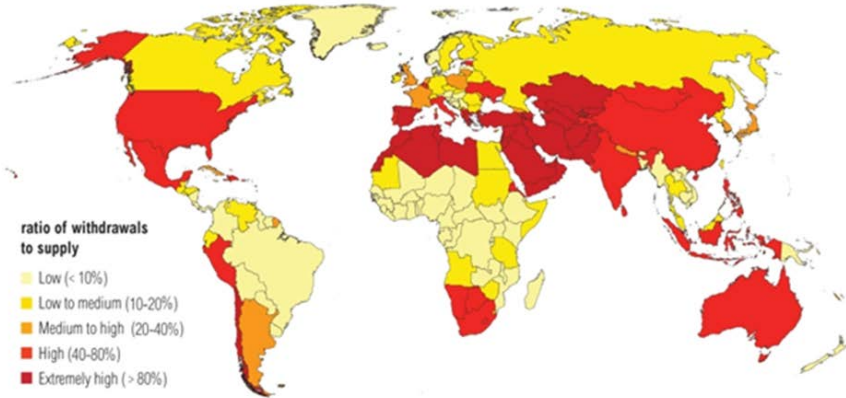 ratio of withdrawals
to supply
Low (< 10%)
Low to medium (10-20%)
Medium to high (20-40%)
High (40-80%)
Extremely high (> 80%)